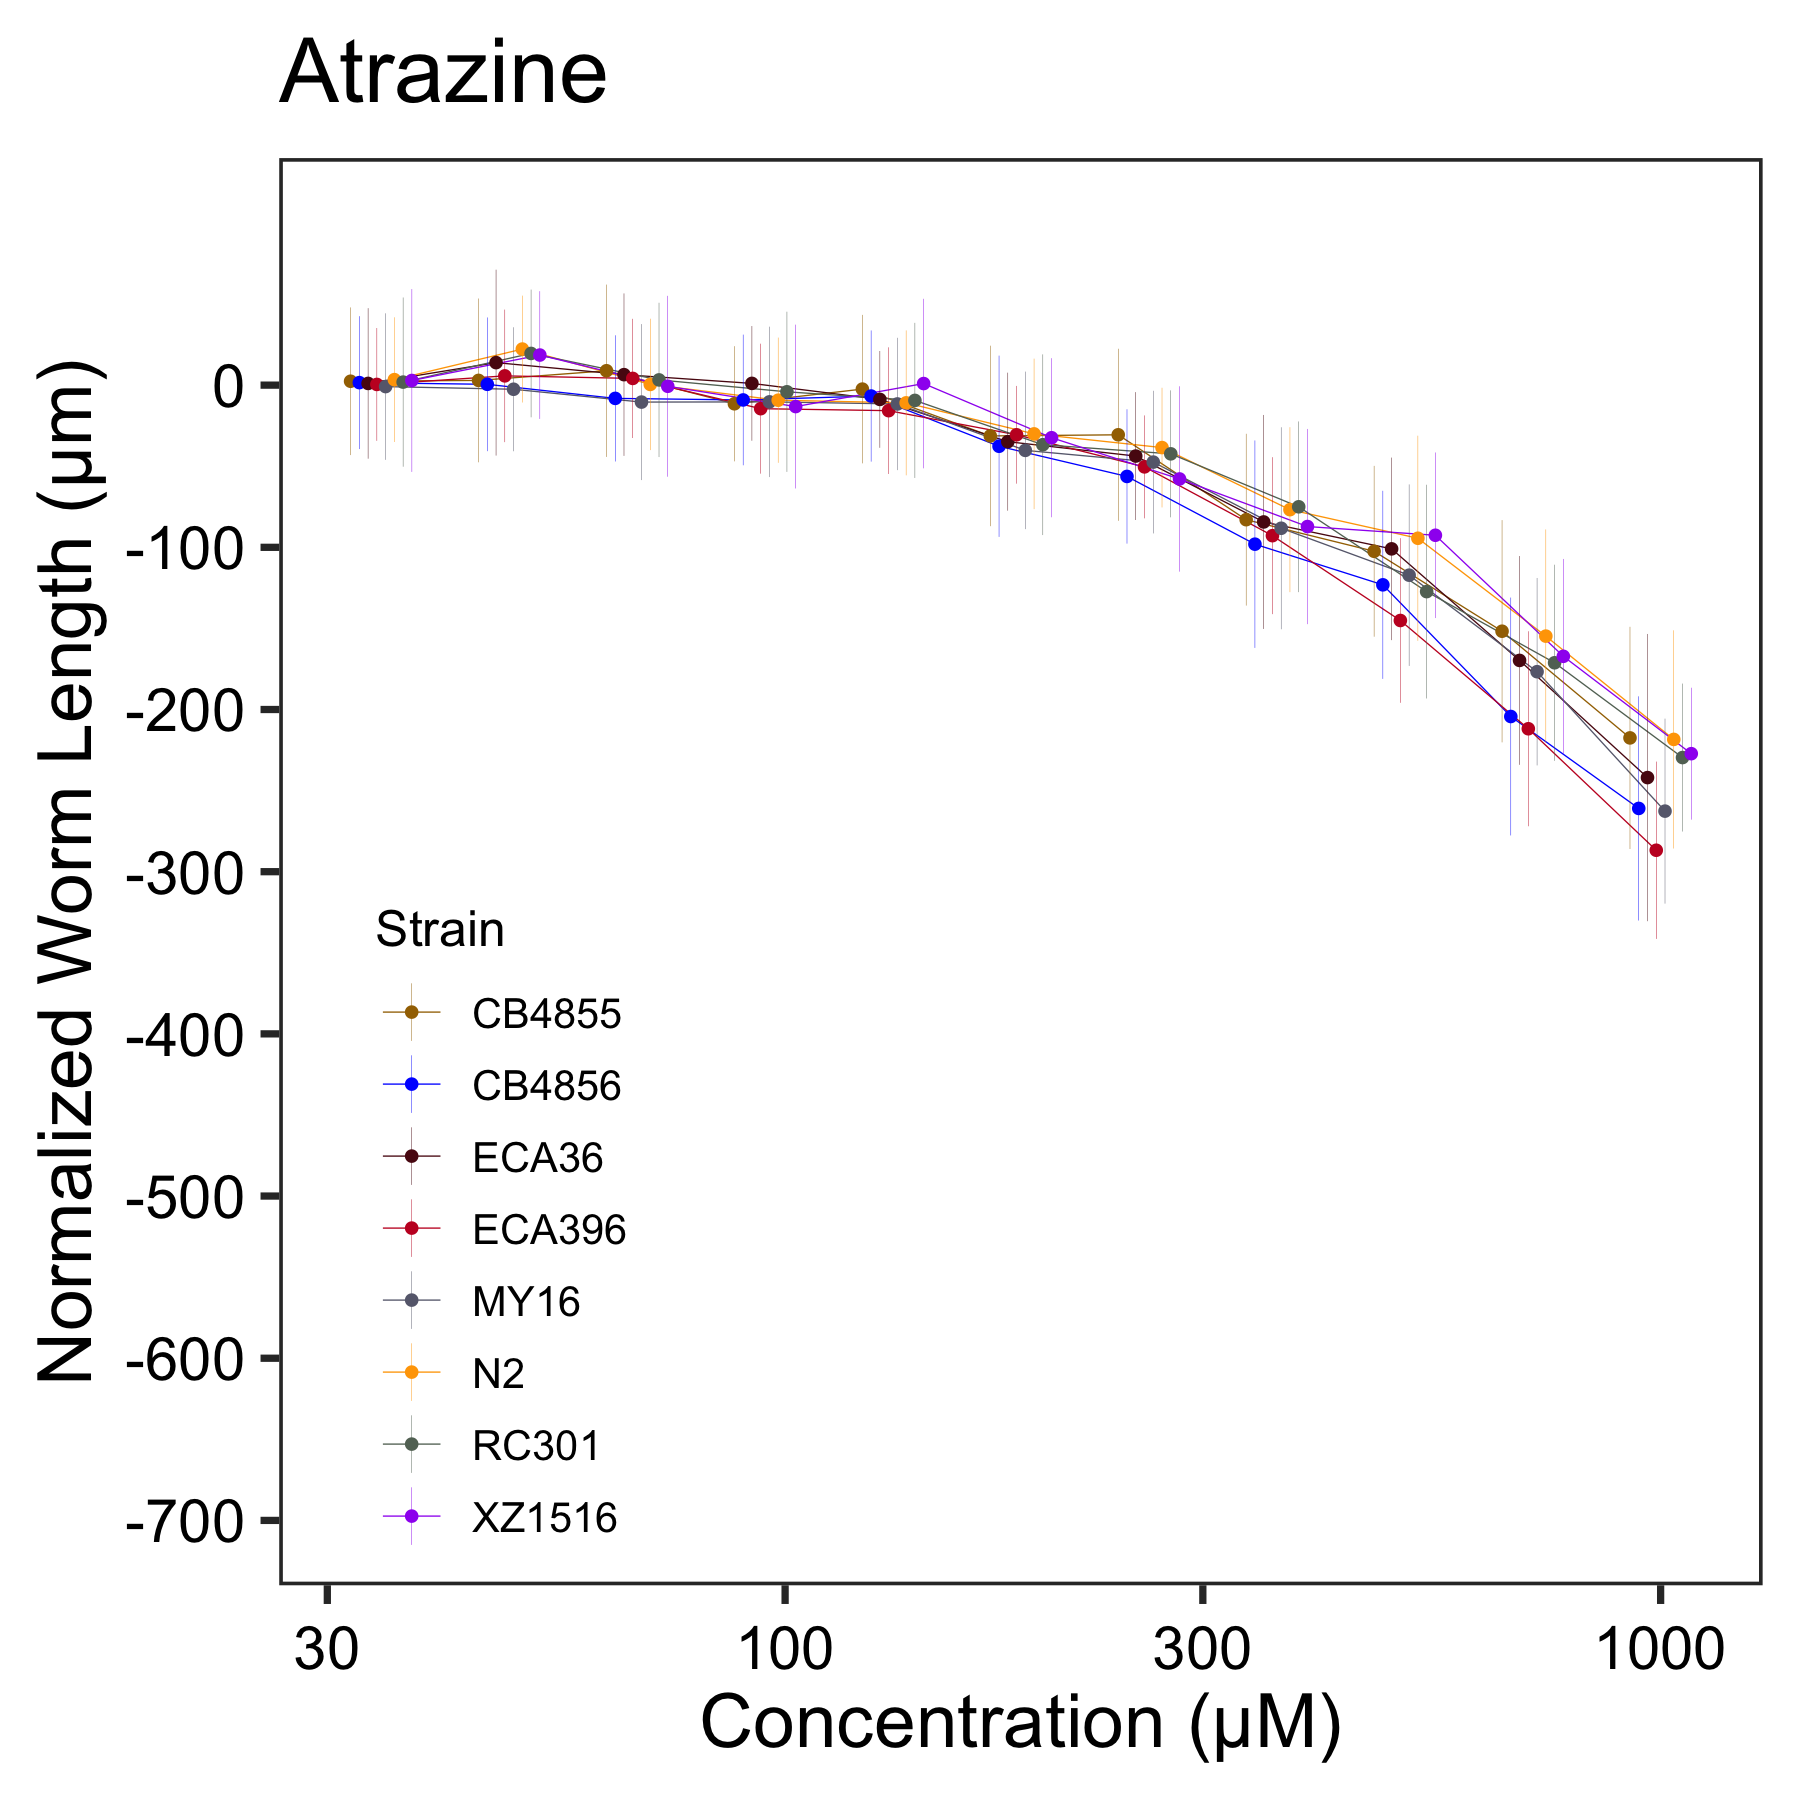 Atrazine
Normalized Worm Length (µm)
0
-100
-200
-300
-400
-500
-600
-700
Strain
CB4855
CB4856
ECA36
ECA396
MY16
N2
RC301
XZ1516
30 100 300 1000
Concentration (µM)